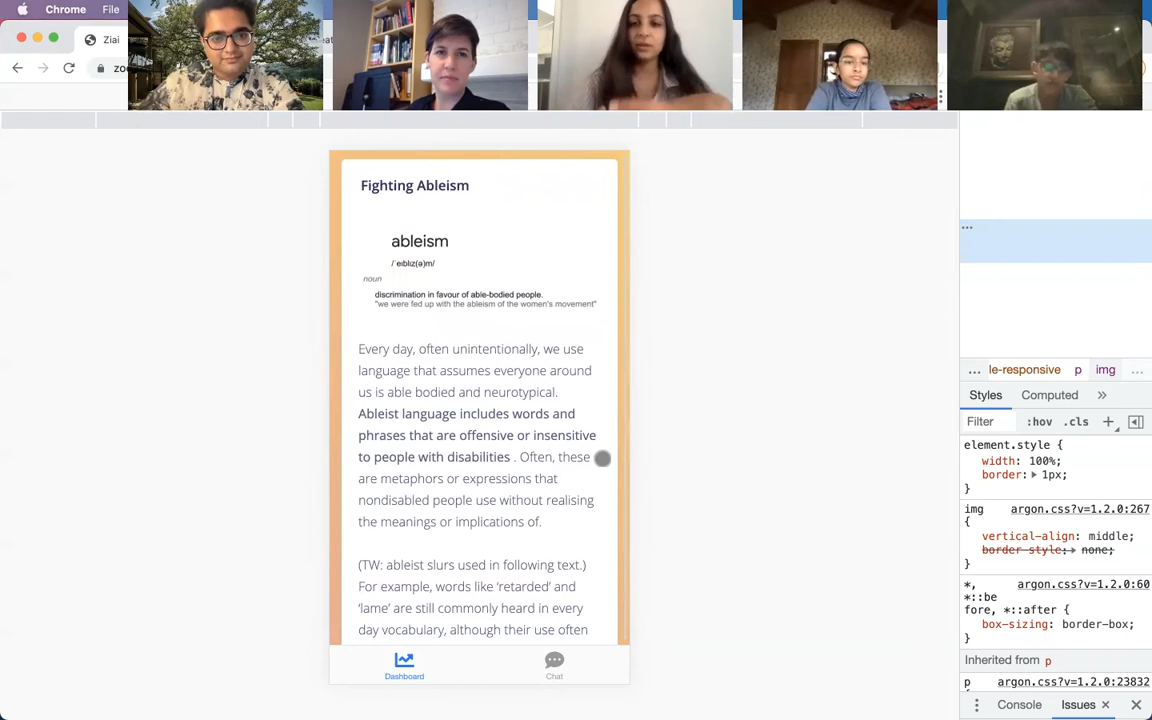 Chrome File
Ziai
eat
zo
Fighting Ableism
ableism
/ˈeɪblɪz(ə)m/
noun
discrimination in favour of able-bodied people.
"we were fed up with the ableism of the women's movement"
Every day, often unintentionally, we use
language that assumes everyone around
us is able bodied and neurotypical.
Ableist language includes words and
phrases that are offensive or insensitive
to people with disabilities . Often, these
are metaphors or expressions that
nondisabled people use without realising
the meanings or implications of.
(TW: ableist slurs used in following text.)
For example, words like ‘retarded’ and
‘lame’ are still commonly heard in every
day vocabulary, although their use often
Dashboard
Chat
...
... le-responsive p img ...
Styles Computed »
Filter :hov .cls +
element.style {
width: 100%;
border: 1px;
}
img argon.css?v=1.2.0:267
{
vertical-align: middle;
border-style: none;
}
*, argon.css?v=1.2.0:60
*::be
fore, *::after {
box-sizing: border-box;
}
Inherited from p
p argon.css?v=1.2.0:23832
Console Issues ×